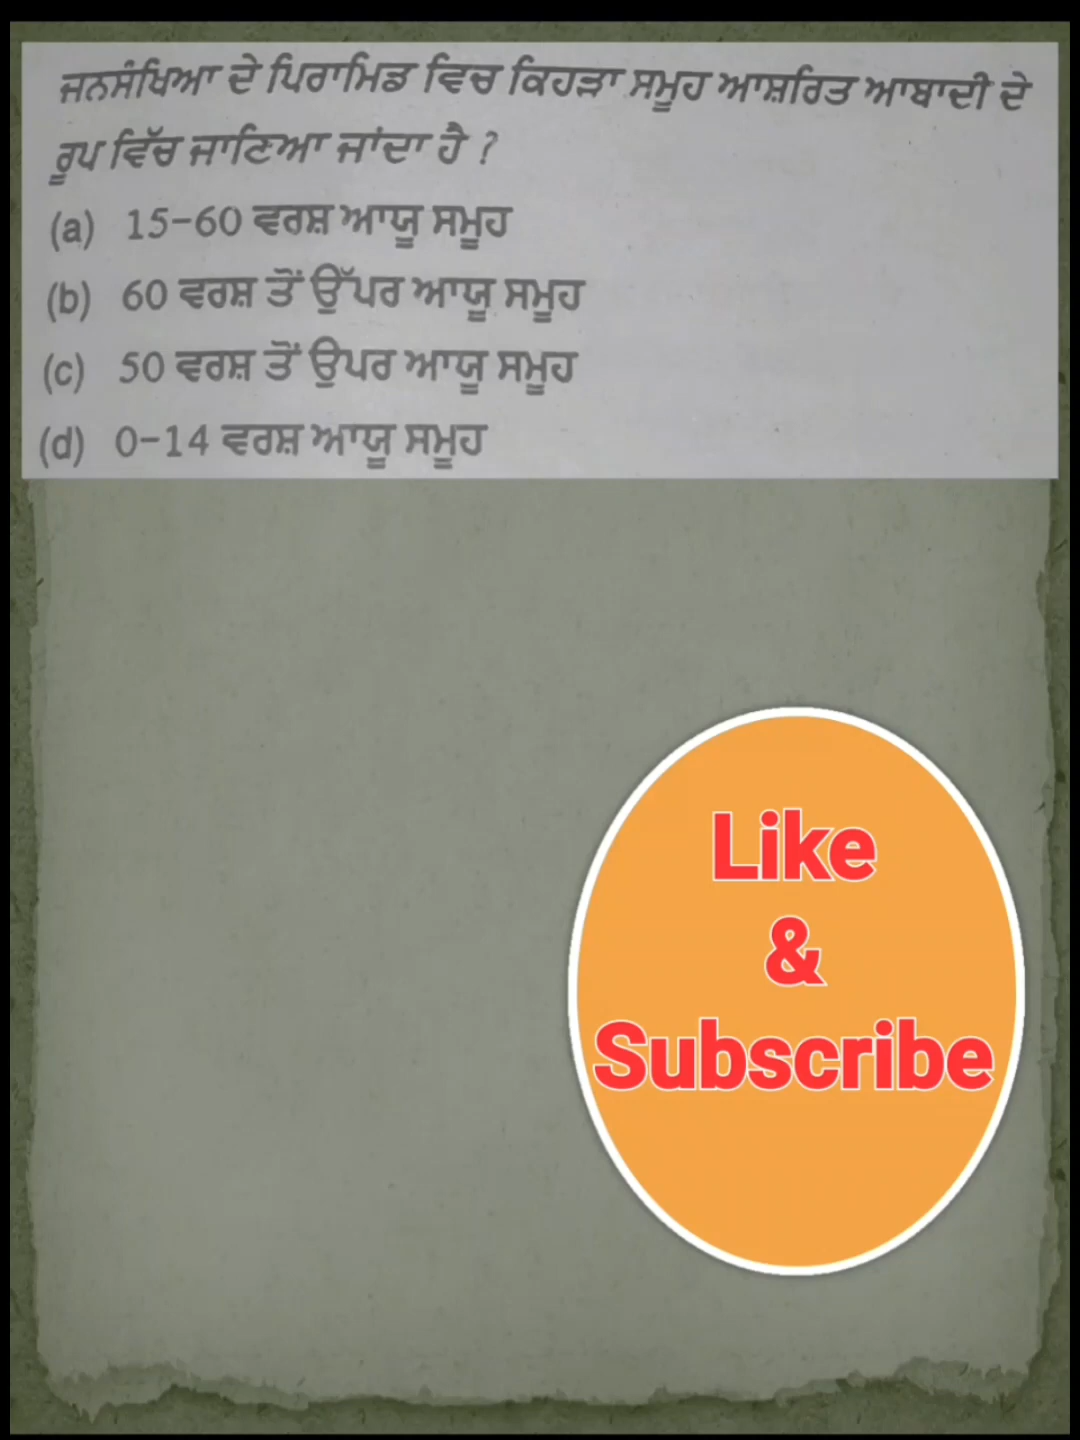 ਜਨਸੰਖਿਆ ਦੇ ਪਿਰਾਮਿਡ ਵਿਚ ਕਿਹੜਾ ਸਮੂਹ ਆਸ਼ਰਿਤ ਆਬਾਦੀ ਦੇ
ਰੂਪ ਵਿੱਚ ਜਾਣਿਆ ਜਾਂਦਾ ਹੈ ?
(a) 15-60 ਵਰਸ਼ ਆਯੂ ਸਮੂਹ
(b) 60 ਵਰਸ਼ ਤੋਂ ਉੱਪਰ ਆਯੂ ਸਮੂਹ
(c) 50 ਵਰਸ਼ ਤੋਂ ਉਪਰ ਆਯੂ ਸਮੂਹ
(d) 0-14 ਵਰਸ਼ ਆਯੂ ਸਮੂਹ
Like
&
Subscribe